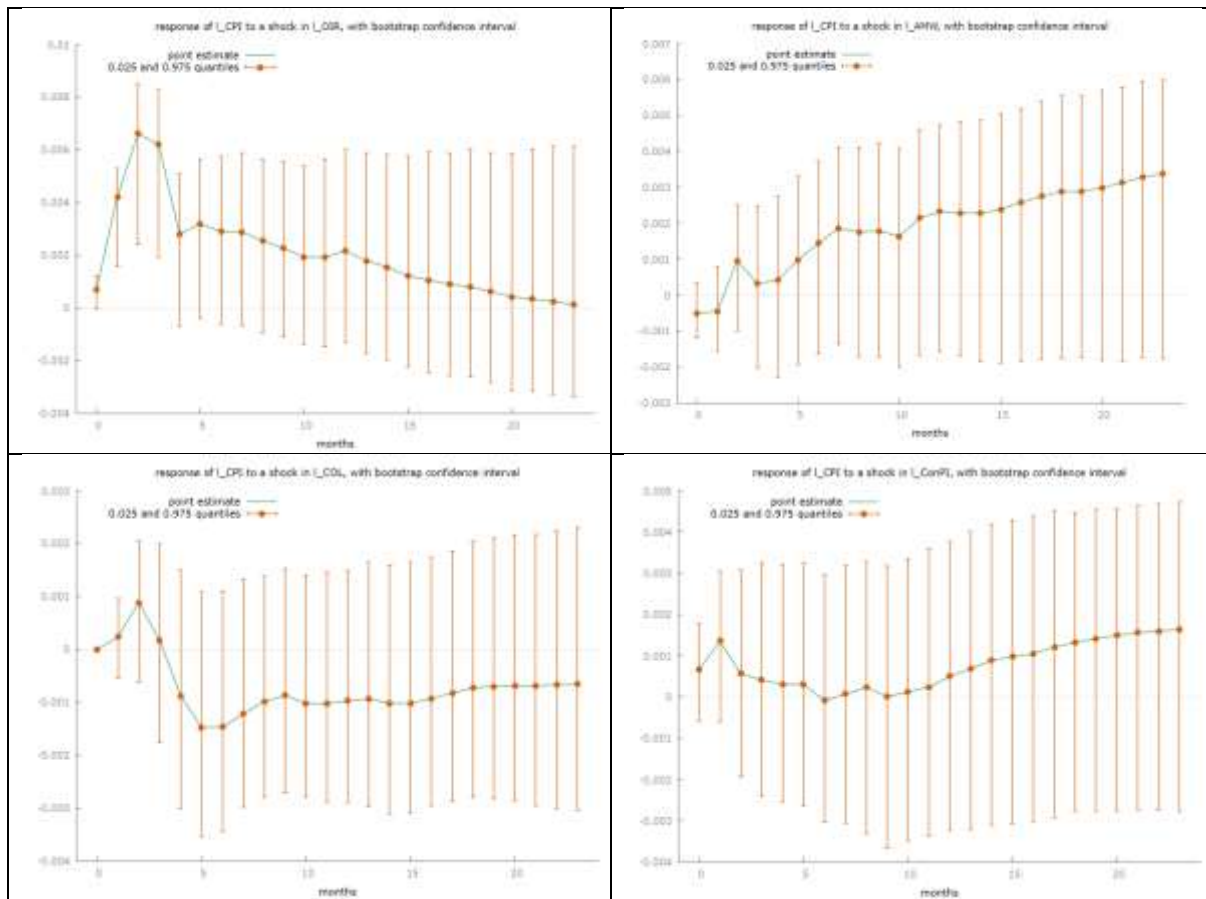 response of l_CPI to a shock in l_OSR, with bootstrap confidence interval
0.01
point estimate
0.025 and 0.975 quantiles
0.008
0.006
0.004
0.002
0
-0.002
-0.004
0 5 10 15 20
months
response of l_CPI to a shock in l_AMW, with bootstrap confidence interval
0.007
point estimate
0.025 and 0.975 quantiles
0.006
0.005
0.004
0.003
0.002
0.001
0
-0.001
-0.002
-0.003
0 5 10 15 20
months
response of l_CPI to a shock in l_COL, with bootstrap confidence interval
0.003
point estimate
0.025 and 0.975 quantiles
0.002
0.001
0
-0.001
-0.002
-0.003
-0.004
0 5 10 15 20
months
response of l_CPI to a shock in l_ConPI, with bootstrap confidence interval
0.005
point estimate
0.025 and 0.975 quantiles
0.004
0.003
0.002
0.001
0
-0.001
-0.002
-0.003
-0.004
0 5 10 15 20
months